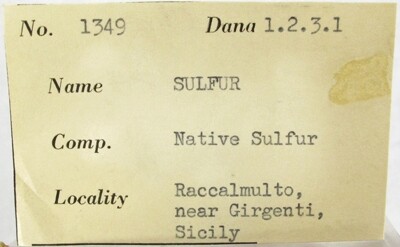 No. 1349 Dana 1.2.3.1
Name SULFUR
Comp. Native Sulfur
Locality Raccalmulto,
near Girgenti,
Sicily